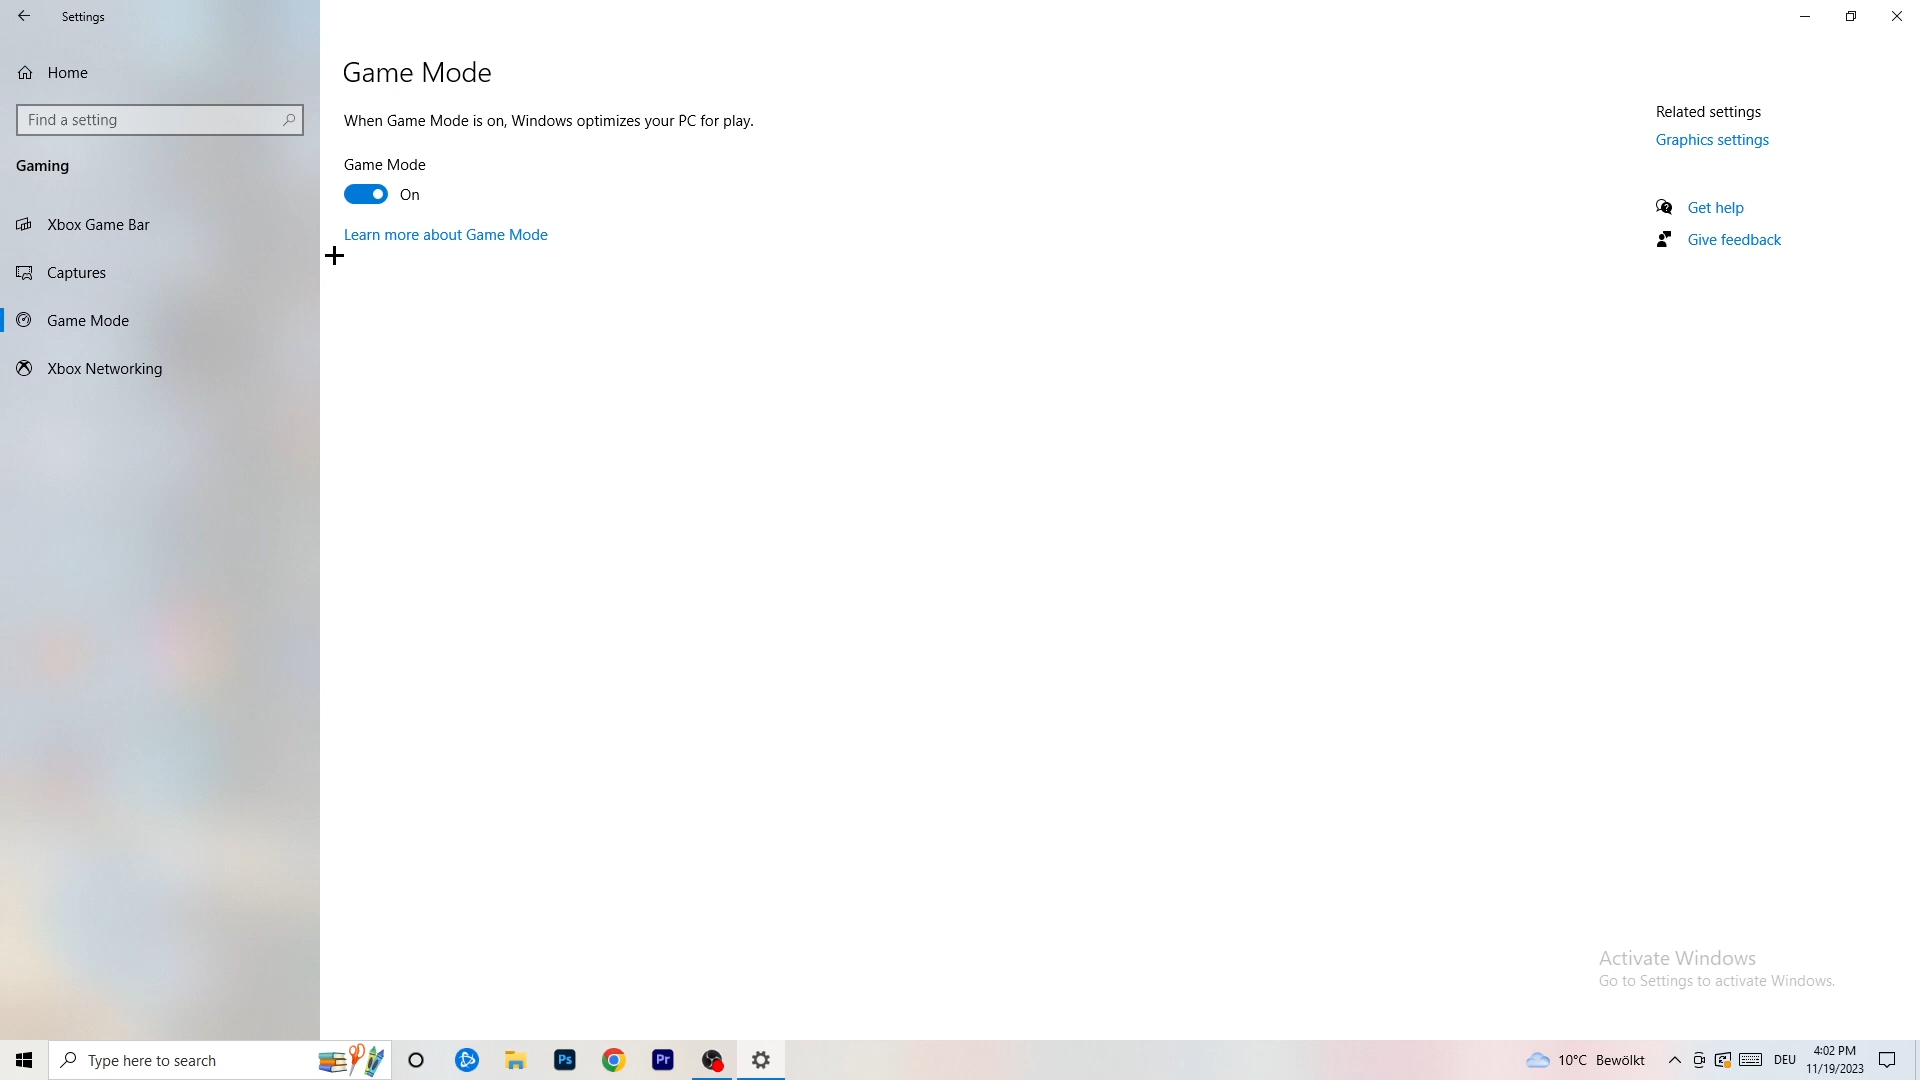 Settings
Home
Find a setting
Gaming
Xbox Game Bar
Captures
Game Mode
Xbox Networking
Game Mode
When Game Mode is on, Windows optimizes your PC for play.
Game Mode
On
Learn more about Game Mode
Related settings
Graphics settings
Get help
Give feedback
Activate Windows
Go to Settings to activate Windows.
Type here to search
Ps
Pr
10°C Bewölkt
DEU
4:02 PM
11/19/2023